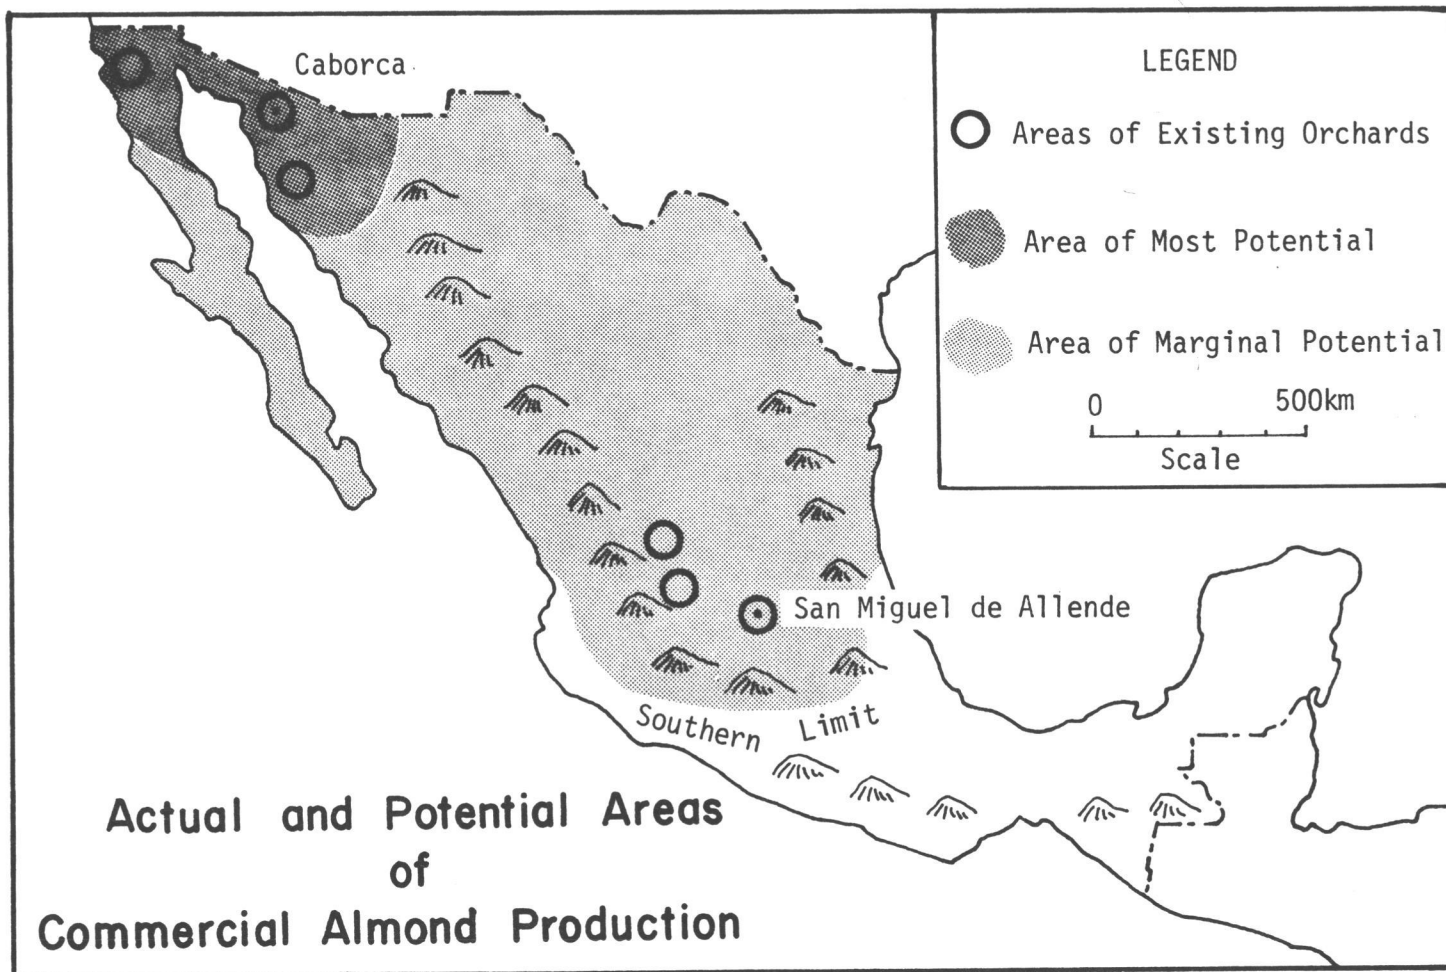 Caborca
LEGEND
Areas of Existing Orchards
Area of Most Potential
Area of Marginal Potential
0 500km
Scale
San Miguel de Allende
Southern Limit
Actual and Potential Areas
of
Commercial Almond Production